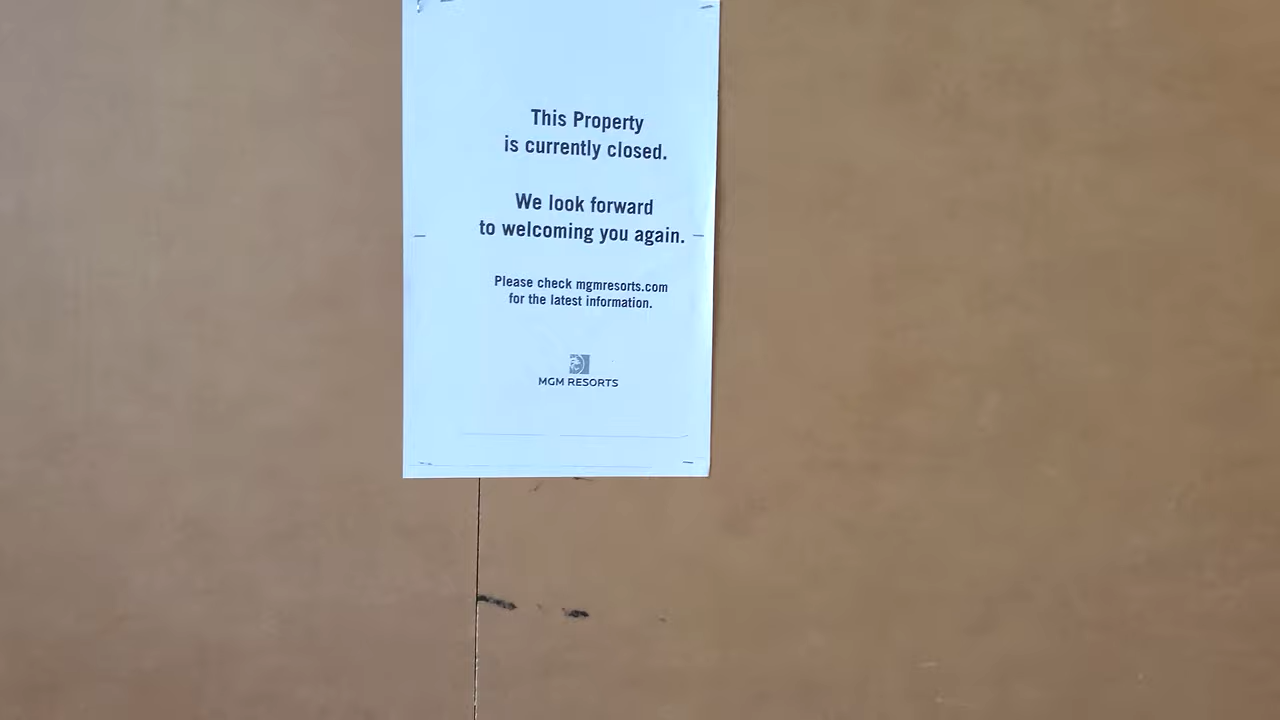 This Property
is currently closed.
We look forward
to welcoming you again.
Please check mgmresorts.com
for the latest information.
MGM RESORTS